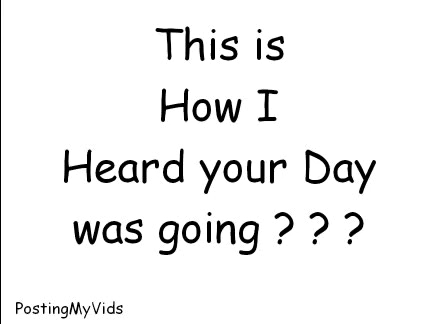 This is
How I
Heard your Day
was going ? ? ?
PostingMyVids